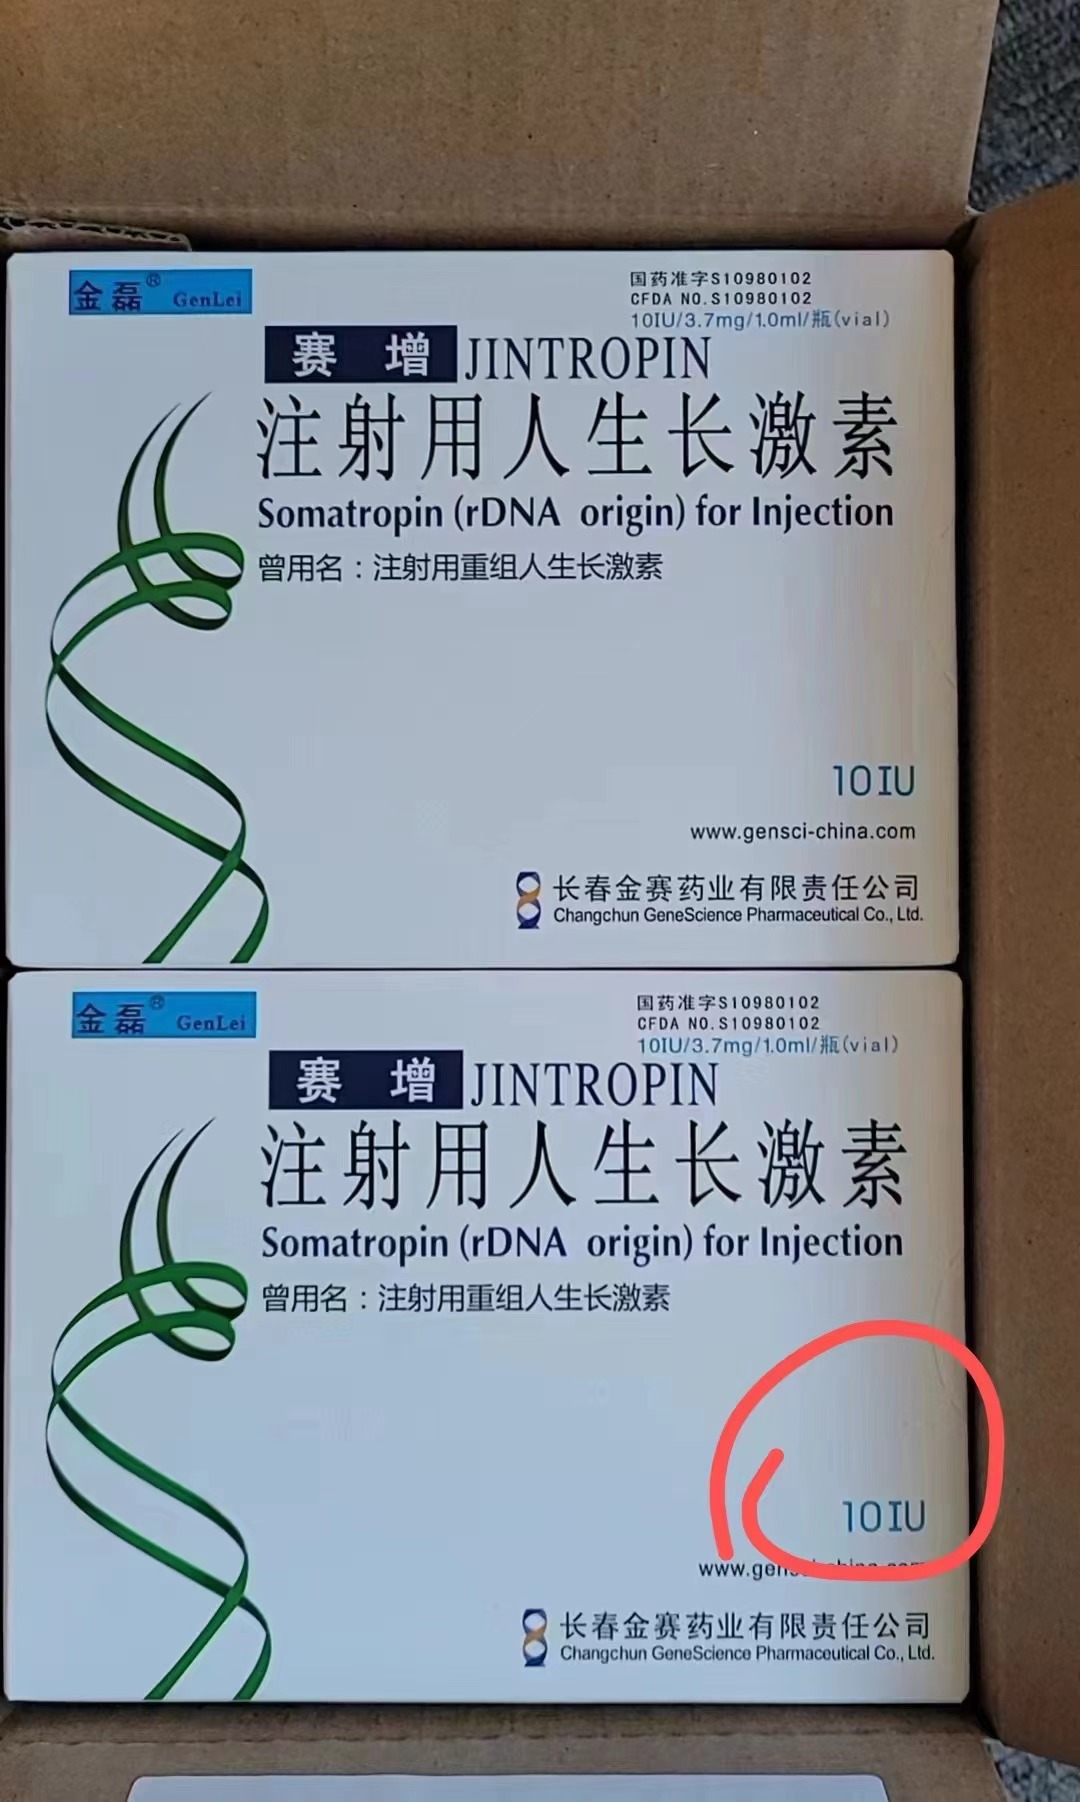 金磊® GenLei
国药准字S10980102
CFDA NO.S10980102
10IU/3.7mg/1.0ml/瓶(vial)
赛 增 JINTROPIN
注射用人生长激素
Somatropin (rDNA origin) for Injection
曾用名：注射用重组人生长激素
10IU
www.gensci-china.com
长春金赛药业有限责任公司
Changchun GeneScience Pharmaceutical Co., Ltd.
金磊® GenLei
国药准字S10980102
CFDA NO.S10980102
10IU/3.7mg/1.0ml/瓶(vial)
赛 增 JINTROPIN
注射用人生长激素
Somatropin (rDNA origin) for Injection
曾用名：注射用重组人生长激素
10IU
www.gensci-china.com
长春金赛药业有限责任公司
Changchun GeneScience Pharmaceutical Co., Ltd.